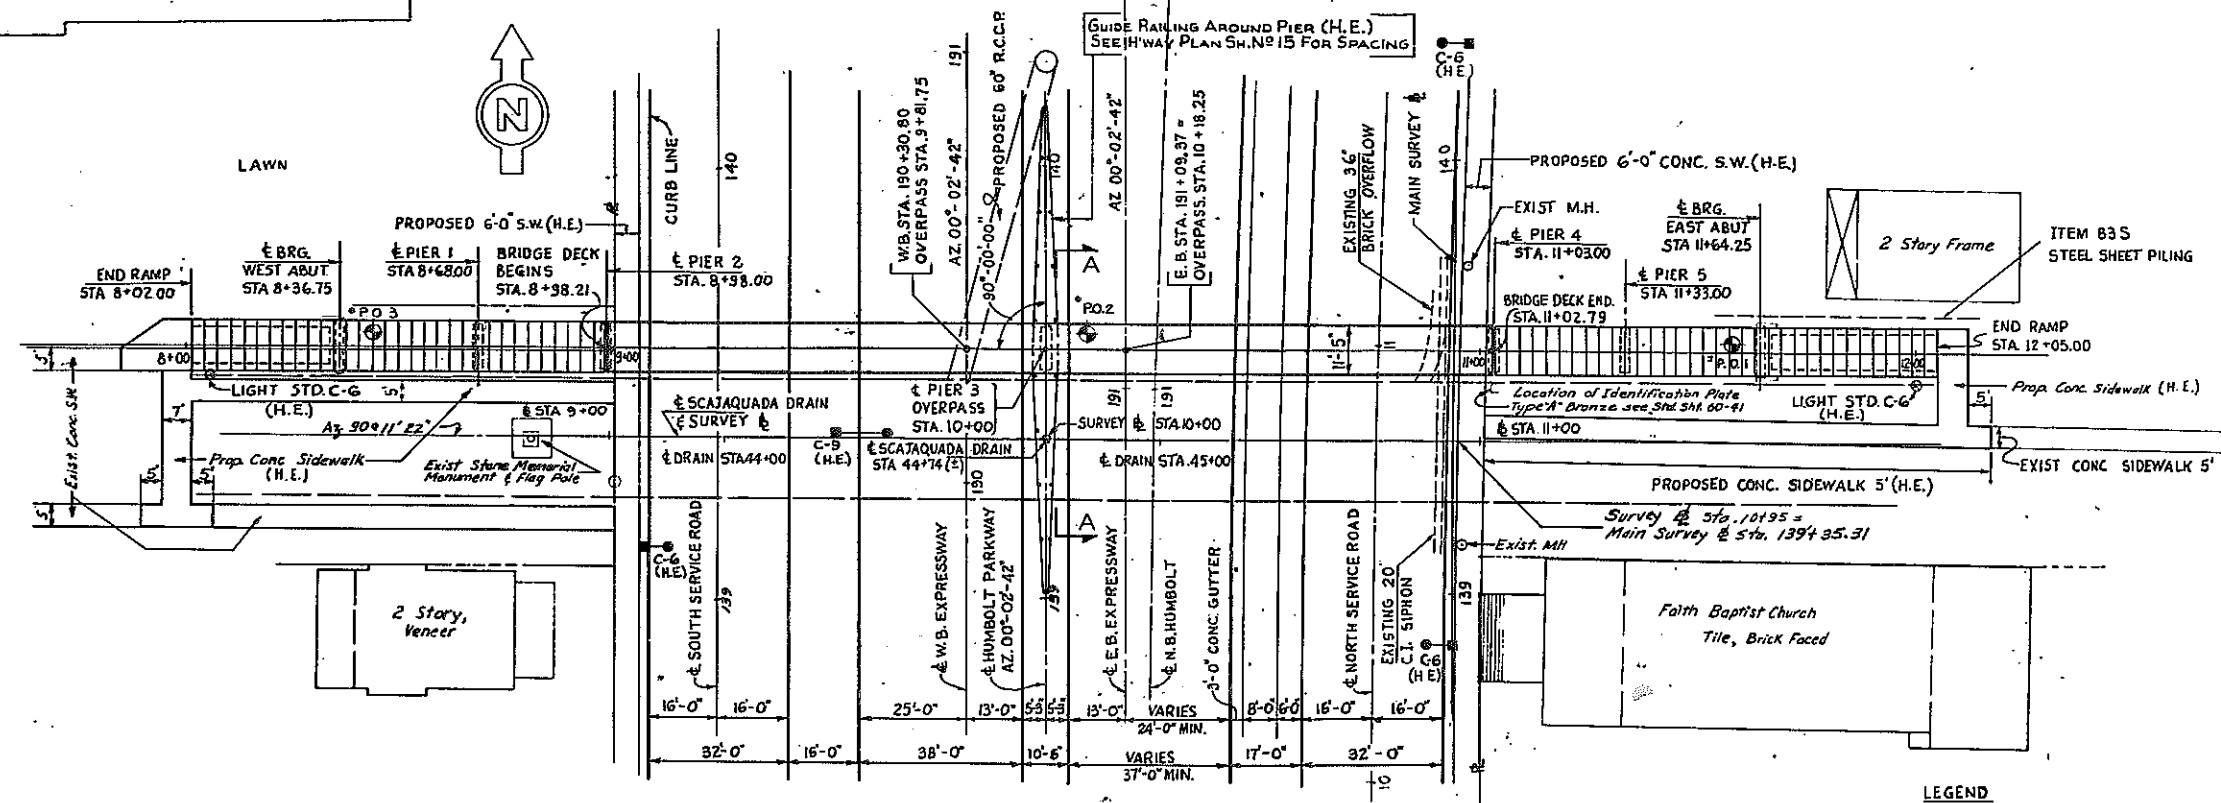 GUIDE RAILING AROUND PIER (H.E.)
SEE H'WAY PLAN SH. Nº 15 FOR SPACING
C-6
(H.E)
N
LAWN
CURB LINE
140
191
W.B. STA. 190+30.80
OVERPASS STA. 9+81.75
AZ. 00°-02'-42"
90°-00'-00"
PROPOSED 60" R.C.C.P.
140
AZ 00°-02'-42"
E.B. STA. 191+09.37 =
OVERPASS. STA. 10+18.25
EXISTING 36"
BRICK OVERFLOW
MAIN SURVEY ⅊
140
PROPOSED 6'-0" CONC. S.W. (H.E.)
EXIST M.H.
PROPOSED 6'-0" S.W. (H.E.)
END RAMP
STA 8+02.00
℄ BRG.
WEST ABUT.
STA 8+36.75
℄ PIER 1
STA 8+68.00
BRIDGE DECK
BEGINS
STA. 8+98.21
℄ PIER 2
STA. 8+98.00
℄ PIER 4
STA. 11+03.00
℄ BRG.
EAST ABUT
STA 11+64.25
℄ PIER 5
STA 11+33.00
BRIDGE DECK END.
STA. 11+02.79
2 Story Frame
ITEM 83 S
STEEL SHEET PILING
END RAMP
STA. 12+05.00
P.O 3
P.O.2
P.O.1
8+00
9+00
11'-5"
11
11+00
12+00
5'
LIGHT STD. C-6
(H.E.)
5'
℄ PIER 3
OVERPASS
STA. 10+00
191
191
Location of Identification Plate
Type "A" Bronze see Std. Sht. 60-41
LIGHT STD. C-6
(H.E.)
Prop. Conc. Sidewalk (H.E.)
5'
Exist. Conc. S.W.
7'
Az 90°11'22"
℄ STA 9+00
℄ SCAJAQUADA DRAIN
℄ SURVEY ⅊
C-9
(H.E.)
℄ SCAJAQUADA DRAIN
STA 44+74(±)
SURVEY ⅊ STA.10+00
℄ STA. 11+00
Prop. Conc Sidewalk
(H.E.)
Exist Stone Memorial
Monument & Flag Pole
℄ DRAIN STA 44+00
190
℄ DRAIN STA. 45+00
EXIST CONC SIDEWALK 5'
PROPOSED CONC. SIDEWALK 5' (H.E.)
5'
5'
5'
A
A
Survey ⅊ Sta. 10+95 =
Main Survey ⅊ Sta. 139+35.31
Exist. MH
C-6
(H.E)
℄ SOUTH SERVICE ROAD
139
℄ W.B. EXPRESSWAY
℄ HUMBOLT PARKWAY
AZ. 00°-02'-42"
139
℄ E.B. EXPRESSWAY
℄ N.B. HUMBOLT
3'-0" CONC. GUTTER
℄ NORTH SERVICE ROAD
EXISTING 20
C.I. SIPHON
C-6
(H E)
139
2 Story,
Veneer
Faith Baptist Church
Tile, Brick Faced
16'-0" 16'-0" 25'-0" 13'-0" 5'-3" 5'-3" 13'-0" VARIES 8'-0" 6'-0" 16'-0" 16'-0"
24'-0" MIN.
32'-0" 16'-0" 38'-0" 10'-6" VARIES 17'-0" 32'-0"
37'-0" MIN.
10
LEGEND